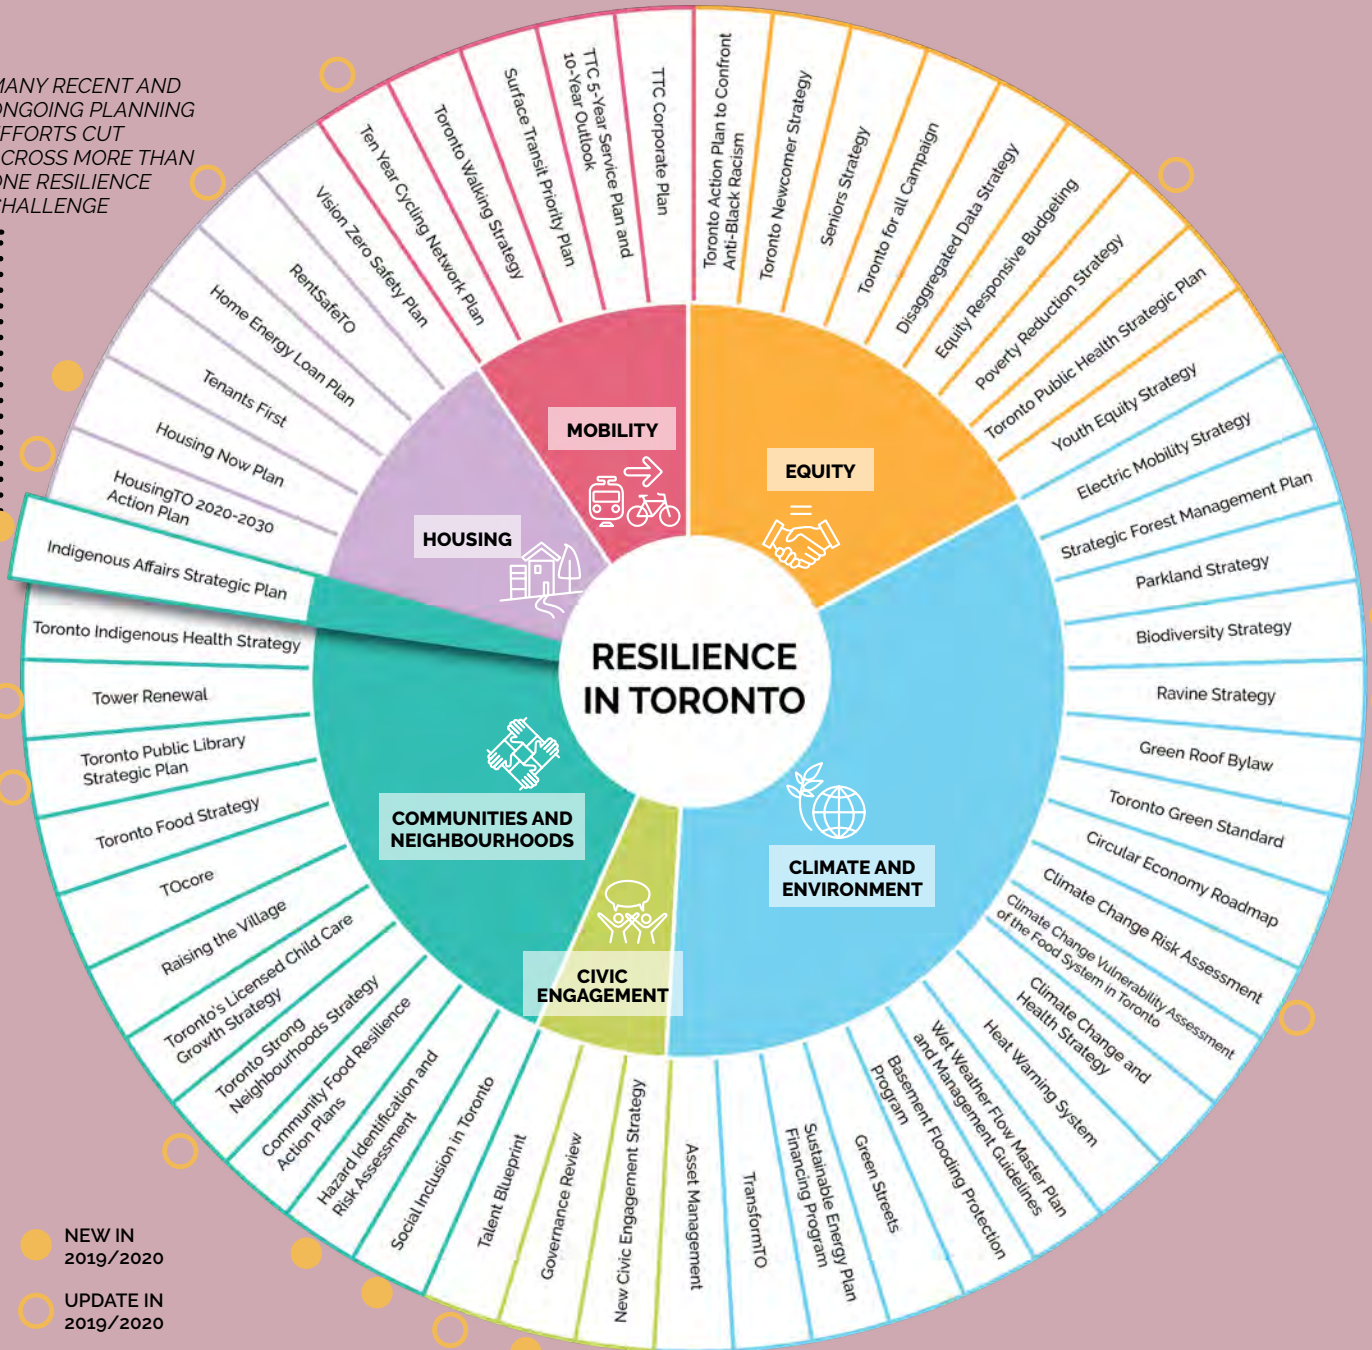 MANY RECENT AND
ONGOING PLANNING
EFFORTS CUT
ACROSS MORE THAN
ONE RESILIENCE
CHALLENGE
RESILIENCE
IN TORONTO
MOBILITY
Ten Year Cycling Network Plan
Toronto Walking Strategy
Surface Transit Priority Plan
TTC 5-Year Service Plan and
10-Year Outlook
TTC Corporate Plan
EQUITY
Toronto Action Plan to Confront
Anti-Black Racism
Toronto Newcomer Strategy
Seniors Strategy
Toronto for all Campaign
Disaggregated Data Strategy
Equity Responsive Budgeting
Poverty Reduction Strategy
Toronto Public Health Strategic Plan
Youth Equity Strategy
CLIMATE AND
ENVIRONMENT
Electric Mobility Strategy
Strategic Forest Management Plan
Parkland Strategy
Biodiversity Strategy
Ravine Strategy
Green Roof Bylaw
Toronto Green Standard
Circular Economy Roadmap
Climate Change Risk Assessment
Climate Change Vulnerability Assessment
of the Food System in Toronto
Climate Change and
Health Strategy
Heat Warning System
Wet Weather Flow Master Plan
and Management Guidelines
Basement Flooding Protection
Program
Green Streets
Sustainable Energy Plan
Financing Program
TransformTO
Asset Management
CIVIC
ENGAGEMENT
New Civic Engagement Strategy
Governance Review
Talent Blueprint
COMMUNITIES AND
NEIGHBOURHOODS
Social Inclusion in Toronto
Hazard Identification and
Risk Assessment
Community Food Resilience
Action Plans
Toronto Strong
Neighbourhoods Strategy
Toronto's Licensed Child Care
Growth Strategy
Raising the Village
TOcore
Toronto Food Strategy
Toronto Public Library
Strategic Plan
Tower Renewal
Toronto Indigenous Health Strategy
Indigenous Affairs Strategic Plan
HOUSING
HousingTO 2020-2030
Action Plan
Housing Now Plan
Tenants First
Home Energy Loan Plan
RentSafeTO
Vision Zero Safety Plan
NEW IN
2019/2020
UPDATE IN
2019/2020